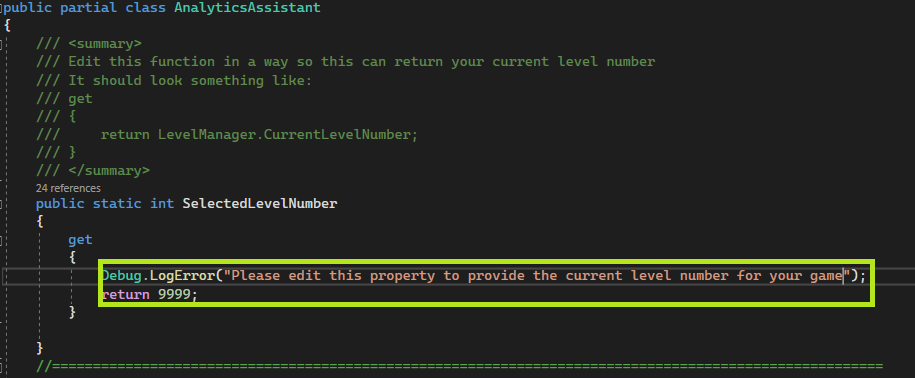 public partial class AnalyticsAssistant
{
/// <summary>
/// Edit this function in a way so this can return your current level number
/// It should look something like:
/// get
/// {
///     return LevelManager.CurrentLevelNumber;
/// }
/// </summary>
24 references
public static int SelectedLevelNumber
{
get
{
Debug.LogError("Please edit this property to provide the current level number for your game");
return 9999;
}
}
//======================================================================================================